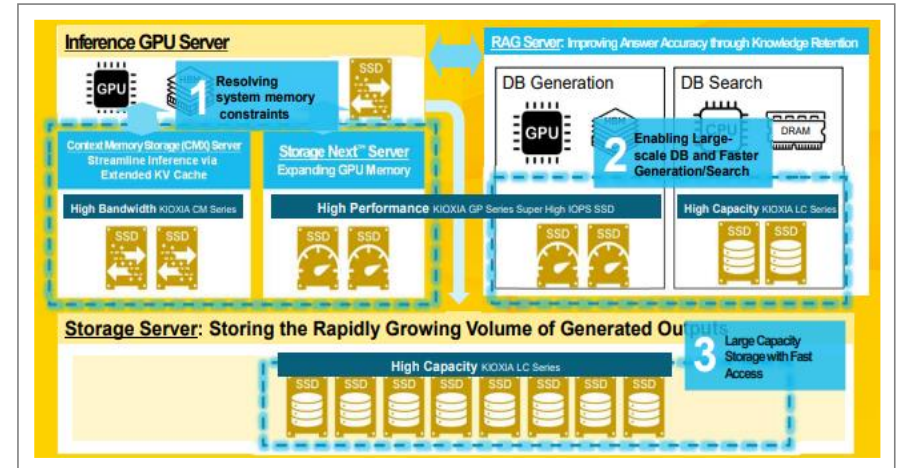 Inference GPU Server
GPU
HBM
SSD
1
Resolving
system memory
constraints
Context Memory Storage (CMX) Server
Streamline Inference via
Extended KV Cache
Storage Next™ Server
Expanding GPU Memory
High Bandwidth KIOXIA CM Series
High Performance KIOXIA GP Series Super High IOPS SSD
SSD SSD
SSD SSD
RAG Server: Improving Answer Accuracy through Knowledge Retention
DB Generation
DB Search
GPU
HBM
CPU
DRAM
2
Enabling Large-
scale DB and Faster
Generation/Search
High Capacity KIOXIA LC Series
SSD SSD
SSD SSD
Storage Server: Storing the Rapidly Growing Volume of Generated Outputs
3
Large Capacity
Storage with Fast
Access
High Capacity KIOXIA LC Series
SSD SSD SSD SSD SSD SSD SSD SSD